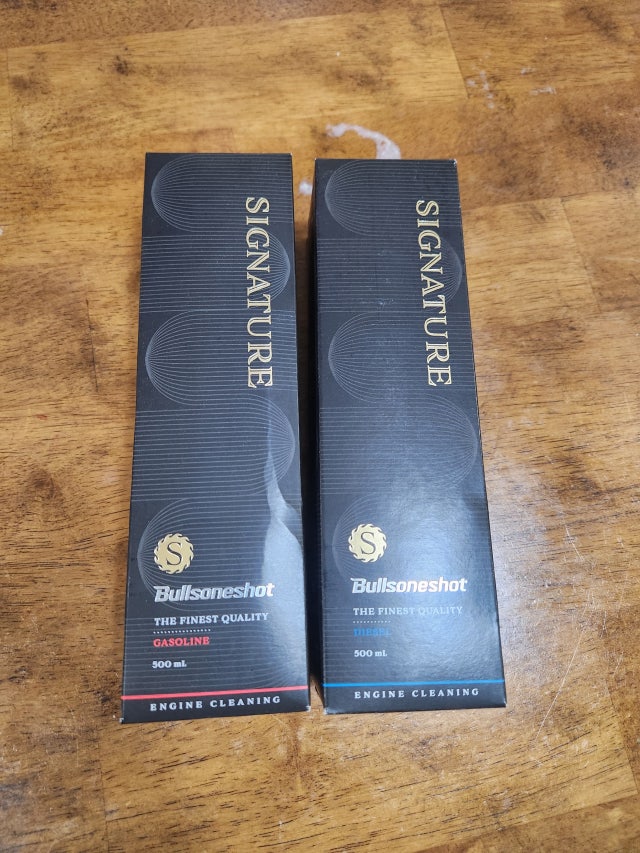 SIGNATURE
S
Bullsoneshot
THE FINEST QUALITY
GASOLINE
500 mL
ENGINE CLEANING
SIGNATURE
S
Bullsoneshot
THE FINEST QUALITY
DIESEL
500 mL
ENGINE CLEANING